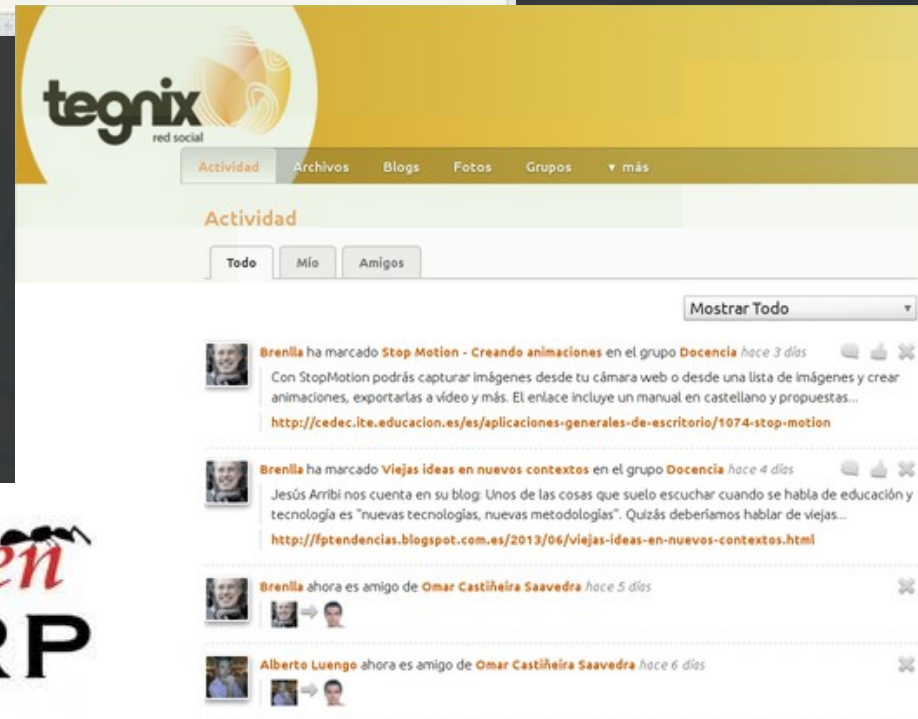 tegnix
red social
Actividad Archivos Blogs Fotos Grupos ▼ más
Actividad
Todo Mío Amigos
Mostrar Todo
Brenlla ha marcado Stop Motion - Creando animaciones en el grupo Docencia hace 3 días
Con StopMotion podrás capturar imágenes desde tu cámara web o desde una lista de imágenes y crear
animaciones, exportarlas a vídeo y más. El enlace incluye un manual en castellano y propuestas...
http://cedec.ite.educacion.es/es/aplicaciones-generales-de-escritorio/1074-stop-motion
Brenlla ha marcado Viejas ideas en nuevos contextos en el grupo Docencia hace 4 días
Jesús Arribi nos cuenta en su blog: Unos de las cosas que suelo escuchar cuando se habla de educación y
tecnología es "nuevas tecnologías, nuevas metodologías". Quizás deberíamos hablar de viejas...
http://fptendencias.blogspot.com.es/2013/06/viejas-ideas-en-nuevos-contextos.html
Brenlla ahora es amigo de Omar Castiñeira Saavedra hace 5 días
Alberto Luengo ahora es amigo de Omar Castiñeira Saavedra hace 6 días
en
RP